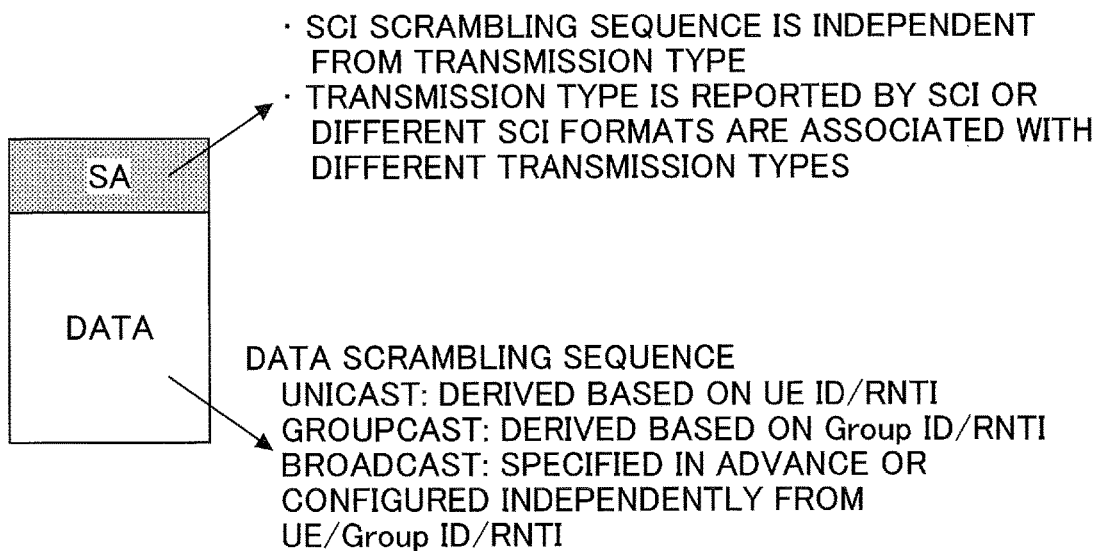 · SCI SCRAMBLING SEQUENCE IS INDEPENDENT
FROM TRANSMISSION TYPE
· TRANSMISSION TYPE IS REPORTED BY SCI OR
DIFFERENT SCI FORMATS ARE ASSOCIATED WITH
DIFFERENT TRANSMISSION TYPES
SA
DATA
DATA SCRAMBLING SEQUENCE
UNICAST: DERIVED BASED ON UE ID/RNTI
GROUPCAST: DERIVED BASED ON Group ID/RNTI
BROADCAST: SPECIFIED IN ADVANCE OR
CONFIGURED INDEPENDENTLY FROM
UE/Group ID/RNTI